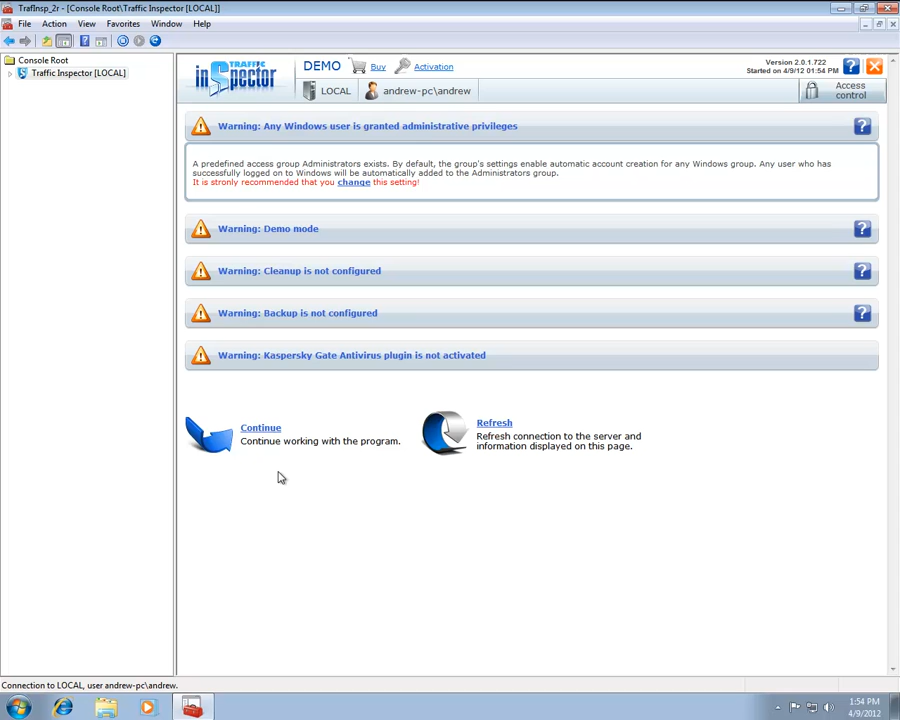 TrafInsp_2r - [Console Root\Traffic Inspector [LOCAL]]
File Action View Favorites Window Help
Console Root
Traffic Inspector [LOCAL]
TRAFFIC
inSpector
DEMO Buy Activation
Version 2.0.1.722
Started on 4/9/12 01:54 PM
LOCAL andrew-pc\andrew
Access control
Warning: Any Windows user is granted administrative privileges
A predefined access group Administrators exists. By default, the group's settings enable automatic account creation for any Windows group. Any user who has
successfully logged on to Windows will be automatically added to the Administrators group.
It is stronly recommended that you change this setting!
Warning: Demo mode
Warning: Cleanup is not configured
Warning: Backup is not configured
Warning: Kaspersky Gate Antivirus plugin is not activated
Continue
Continue working with the program.
Refresh
Refresh connection to the server and
information displayed on this page.
Connection to LOCAL, user andrew-pc\andrew.
1:54 PM
4/9/2012